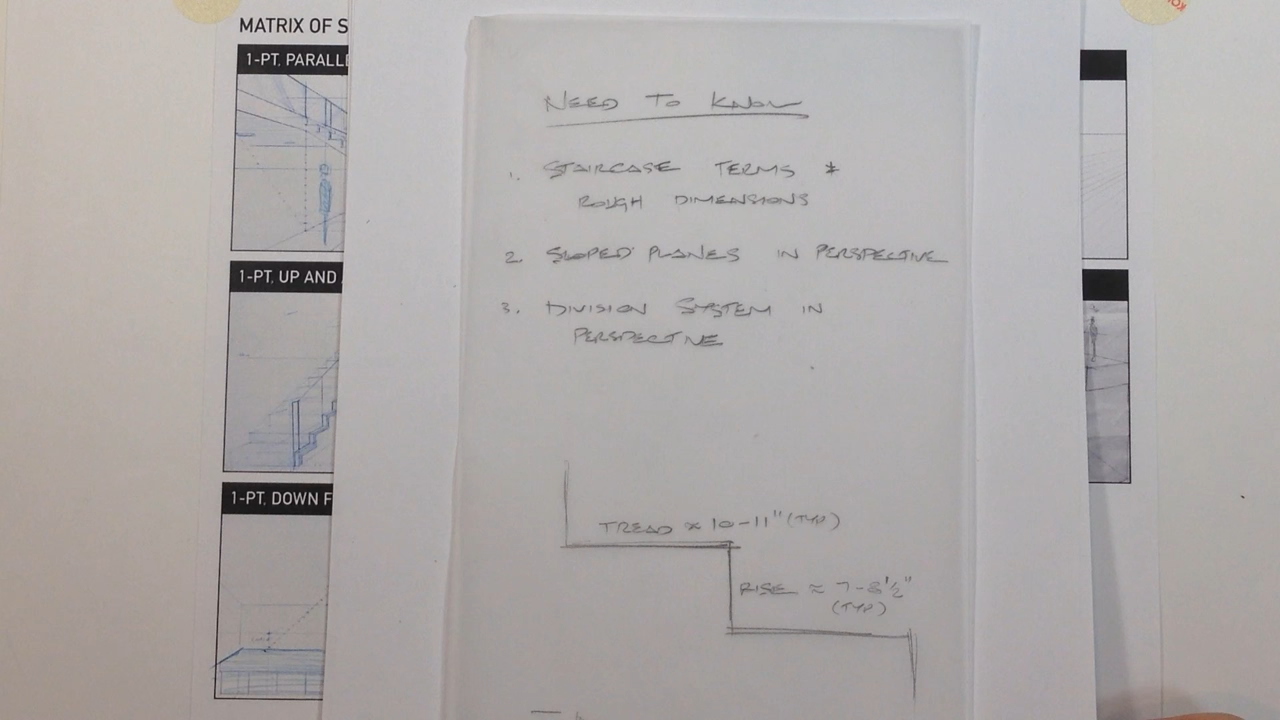 MATRIX OF S
1-PT. PARALLE
1-PT. UP AND
1-PT. DOWN F
NEED TO KNOW
1. STAIRCASE TERMS &
ROUGH DIMENSIONS
2. SLOPED PLANES IN PERSPECTIVE
3. DIVISION SYSTEM IN
PERSPECTIVE
TREAD ≈ 10-11" (TYP)
RISE ≈ 7-8½"
(TYP)